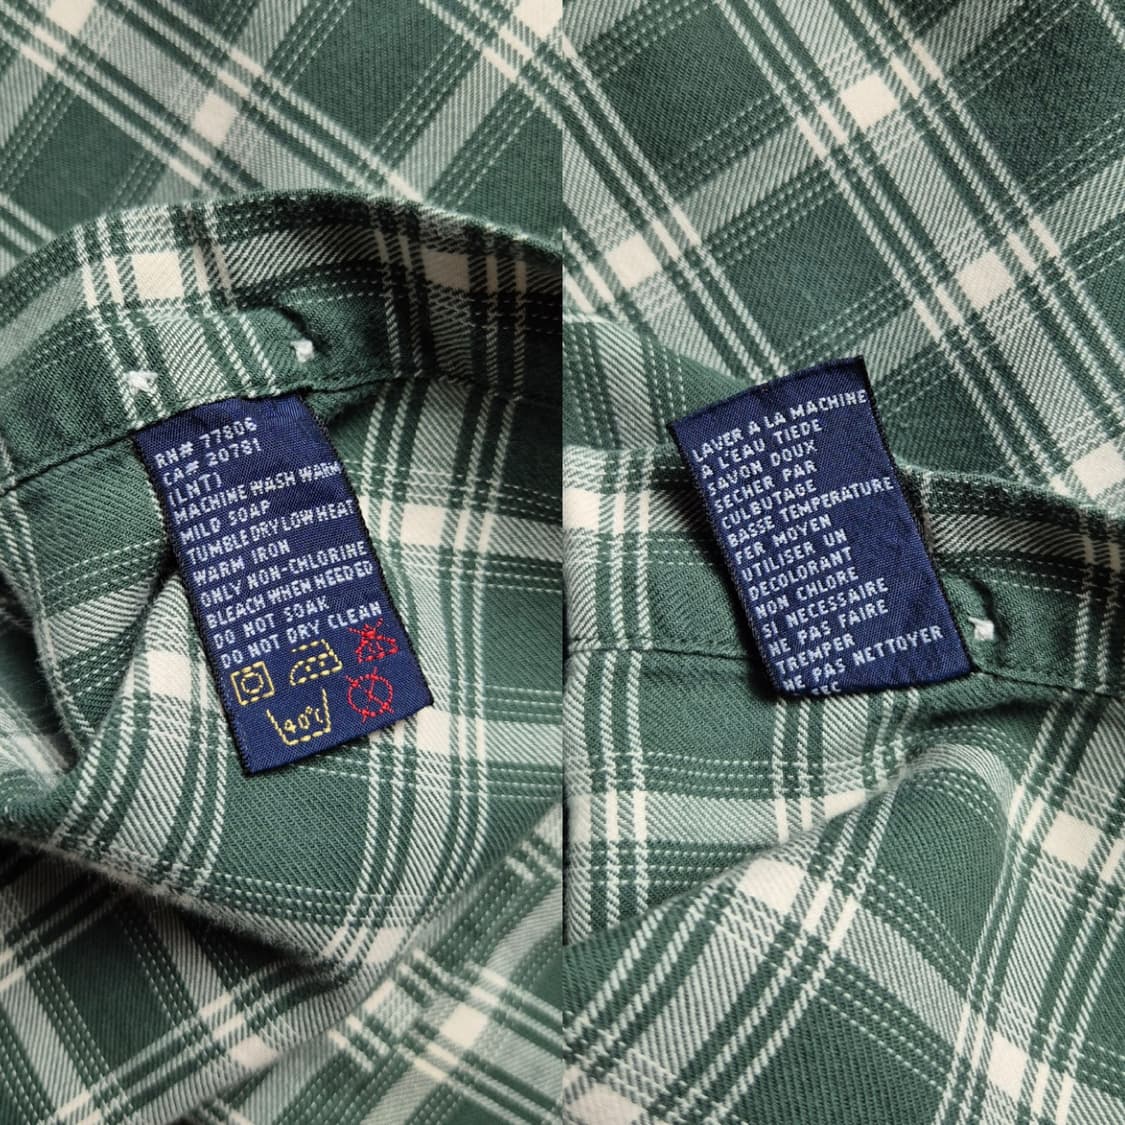 RN# 77806
CA# 20781
(LNT)
MACHINE WASH WARM
MILD SOAP
TUMBLE DRY LOW HEAT
WARM IRON
ONLY NON-CHLORINE
BLEACH WHEN NEEDED
DO NOT SOAK
DO NOT DRY CLEAN
40°C
LAVER A LA MACHINE
A L'EAU TIEDE
SAVON DOUX
SECHER PAR
CULBUTAGE
BASSE TEMPERATURE
FER MOYEN
UTILISER UN
DECOLORANT
NON CHLORE
SI NECESSAIRE
NE PAS FAIRE
TREMPER
NE PAS NETTOYER
SEC